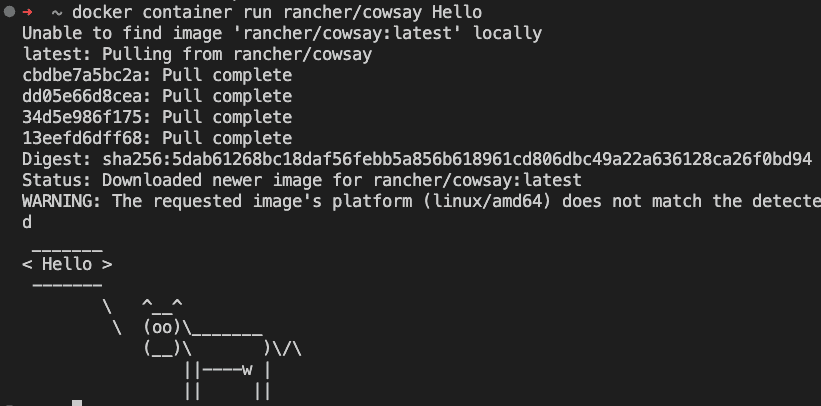 → ~ docker container run rancher/cowsay Hello
Unable to find image 'rancher/cowsay:latest' locally
latest: Pulling from rancher/cowsay
cbdbe7a5bc2a: Pull complete
dd05e66d8cea: Pull complete
34d5e986f175: Pull complete
13eefd6dff68: Pull complete
Digest: sha256:5dab61268bc18daf56febb5a856b618961cd806dbc49a22a636128ca26f0bd94
Status: Downloaded newer image for rancher/cowsay:latest
WARNING: The requested image's platform (linux/amd64) does not match the detecte
d
 _______
< Hello >
 -------
        \   ^__^
         \  (oo)\_______
            (__)\       )\/\
                ||----w |
                ||     ||